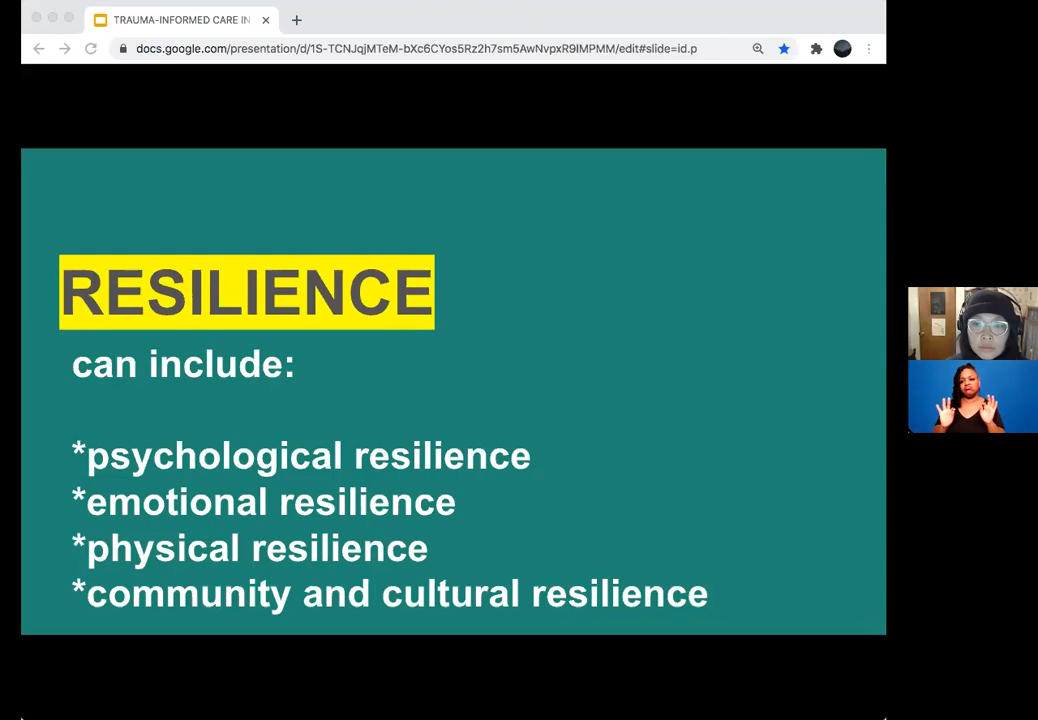 TRAUMA-INFORMED CARE IN
docs.google.com/presentation/d/1S-TCNJqjMTeM-bXc6CYos5Rz2h7sm5AwNvpxR9IMPMM/edit#slide=id.p
RESILIENCE
can include:
*psychological resilience
*emotional resilience
*physical resilience
*community and cultural resilience